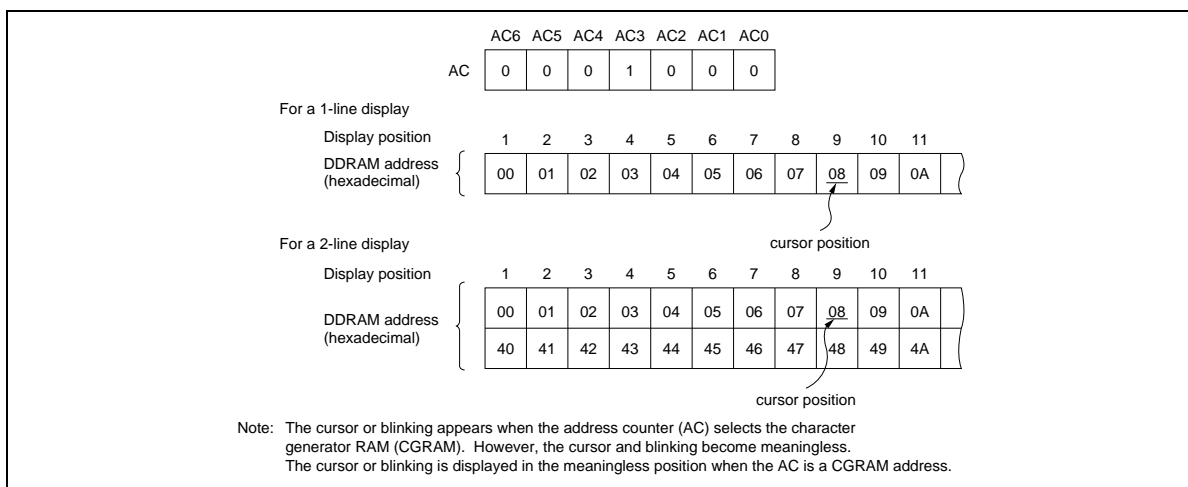 AC6 AC5 AC4 AC3 AC2 AC1 AC0
AC 0 0 0 1 0 0 0
For a 1-line display
Display position 1 2 3 4 5 6 7 8 9 10 11
DDRAM address
(hexadecimal)
00 01 02 03 04 05 06 07 08 09 0A
cursor position
For a 2-line display
Display position 1 2 3 4 5 6 7 8 9 10 11
DDRAM address
(hexadecimal)
00 01 02 03 04 05 06 07 08 09 0A
40 41 42 43 44 45 46 47 48 49 4A
cursor position
Note: The cursor or blinking appears when the address counter (AC) selects the character
generator RAM (CGRAM). However, the cursor and blinking become meaningless.
The cursor or blinking is displayed in the meaningless position when the AC is a CGRAM address.